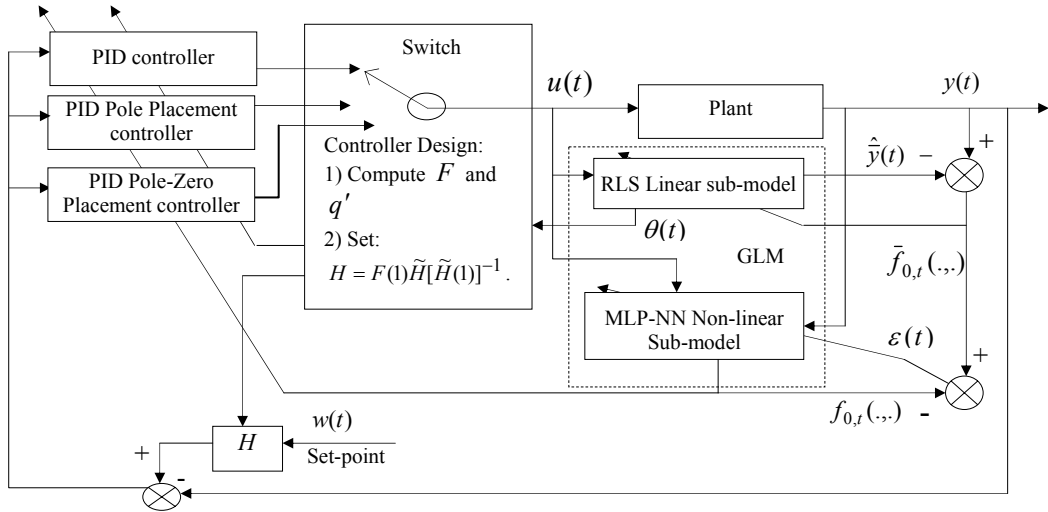 PID controller
PID Pole Placement
controller
PID Pole-Zero
Placement controller
Switch
Controller Design:
1) Compute F and
q′
2) Set:
H = F(1)H̃[H̃(1)]⁻¹ .
u(t)
Plant
y(t)
+
ŷ̄(t) −
RLS Linear sub-model
θ(t)
GLM
f̄₀,ₜ(.,.)
MLP-NN Non-linear
Sub-model
ε(t)
+
f₀,ₜ(.,.) -
H
w(t)
Set-point
+
-